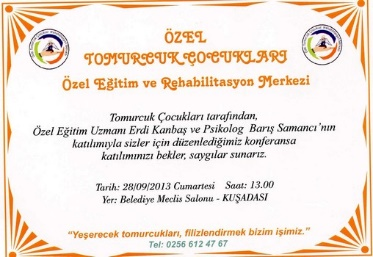 ÖZEL
TOMURCUK ÇOCUKLARI
Özel Eğitim ve Rehabilitasyon Merkezi
Tomurcuk Çocukları tarafından,
Özel Eğitim Uzmanı Erdi Kanbaş ve Psikolog Barış Samancı'nın
katılımıyla sizler için düzenlediğimiz konferansa
katılımınızı bekler, saygılar sunarız.
Tarih: 28/09/2013 Cumartesi Saat: 13.00
Yer: Belediye Meclis Salonu - KUŞADASI
"Yeşerecek tomurcukları, filizlendirmek bizim işimiz."
Tel: 0256 612 47 67